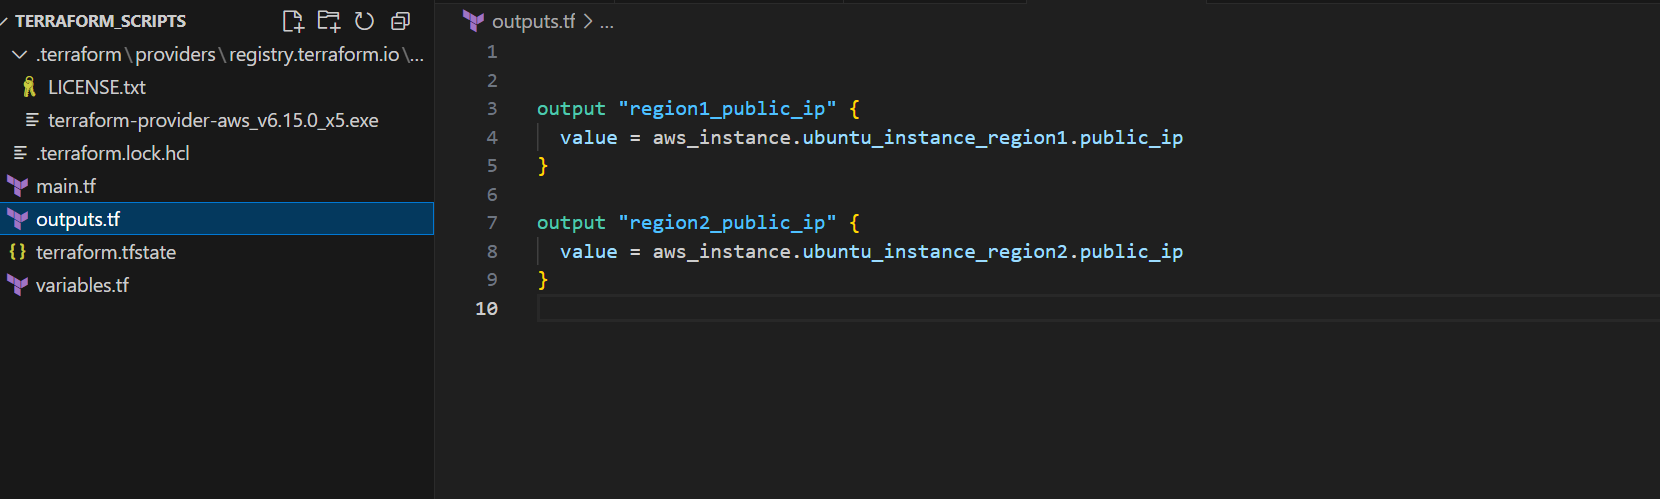 TERRAFORM_SCRIPTS
.terraform\providers\registry.terraform.io\...
LICENSE.txt
terraform-provider-aws_v6.15.0_x5.exe
.terraform.lock.hcl
main.tf
outputs.tf
{} terraform.tfstate
variables.tf
outputs.tf > ...
1
2
3 output "region1_public_ip" {
4 value = aws_instance.ubuntu_instance_region1.public_ip
5 }
6
7 output "region2_public_ip" {
8 value = aws_instance.ubuntu_instance_region2.public_ip
9 }
10